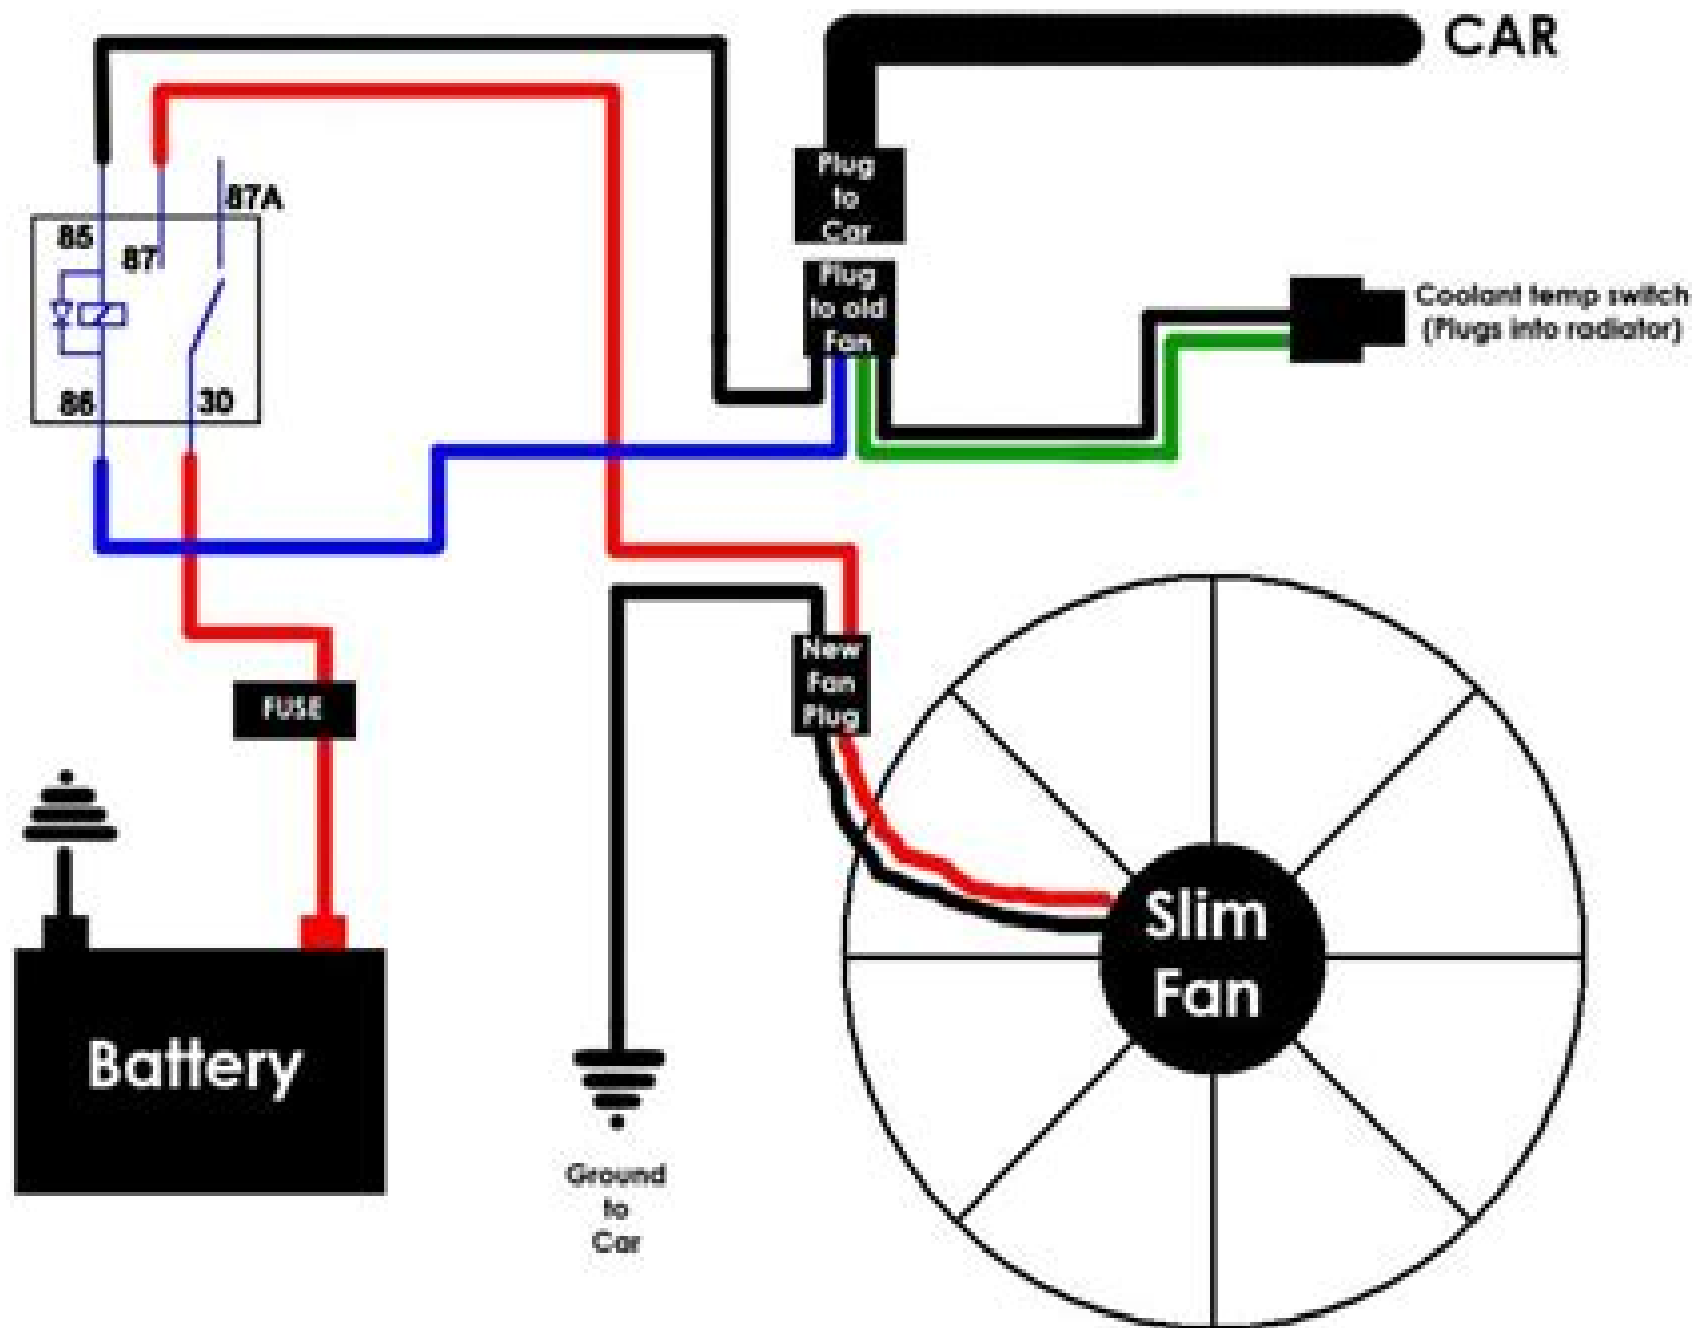 CAR
Plug
to
Car
87A
85
87
Plug
to old
Fan
Coolant temp switch
(Plugs into radiator)
86
30
New
Fan
Plug
FUSE
Slim
Fan
Battery
Ground
to
Car